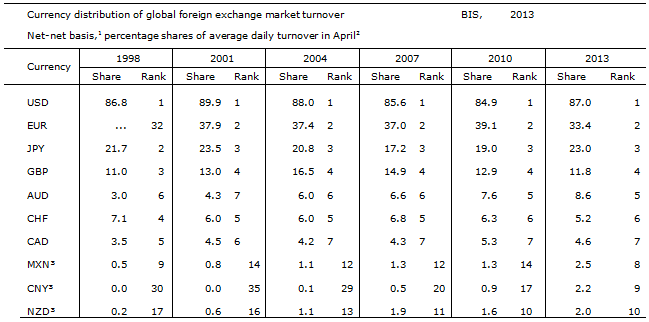 Currency distribution of global foreign exchange market turnover BIS, 2013
Net-net basis,¹ percentage shares of average daily turnover in April²
Currency 1998 2001 2004 2007 2010 2013
Share Rank Share Rank Share Rank Share Rank Share Rank Share Rank
USD 86.8 1 89.9 1 88.0 1 85.6 1 84.9 1 87.0 1
EUR ... 32 37.9 2 37.4 2 37.0 2 39.1 2 33.4 2
JPY 21.7 2 23.5 3 20.8 3 17.2 3 19.0 3 23.0 3
GBP 11.0 3 13.0 4 16.5 4 14.9 4 12.9 4 11.8 4
AUD 3.0 6 4.3 7 6.0 6 6.6 6 7.6 5 8.6 5
CHF 7.1 4 6.0 5 6.0 5 6.8 5 6.3 6 5.2 6
CAD 3.5 5 4.5 6 4.2 7 4.3 7 5.3 7 4.6 7
MXN³ 0.5 9 0.8 14 1.1 12 1.3 12 1.3 14 2.5 8
CNY³ 0.0 30 0.0 35 0.1 29 0.5 20 0.9 17 2.2 9
NZD³ 0.2 17 0.6 16 1.1 13 1.9 11 1.6 10 2.0 10